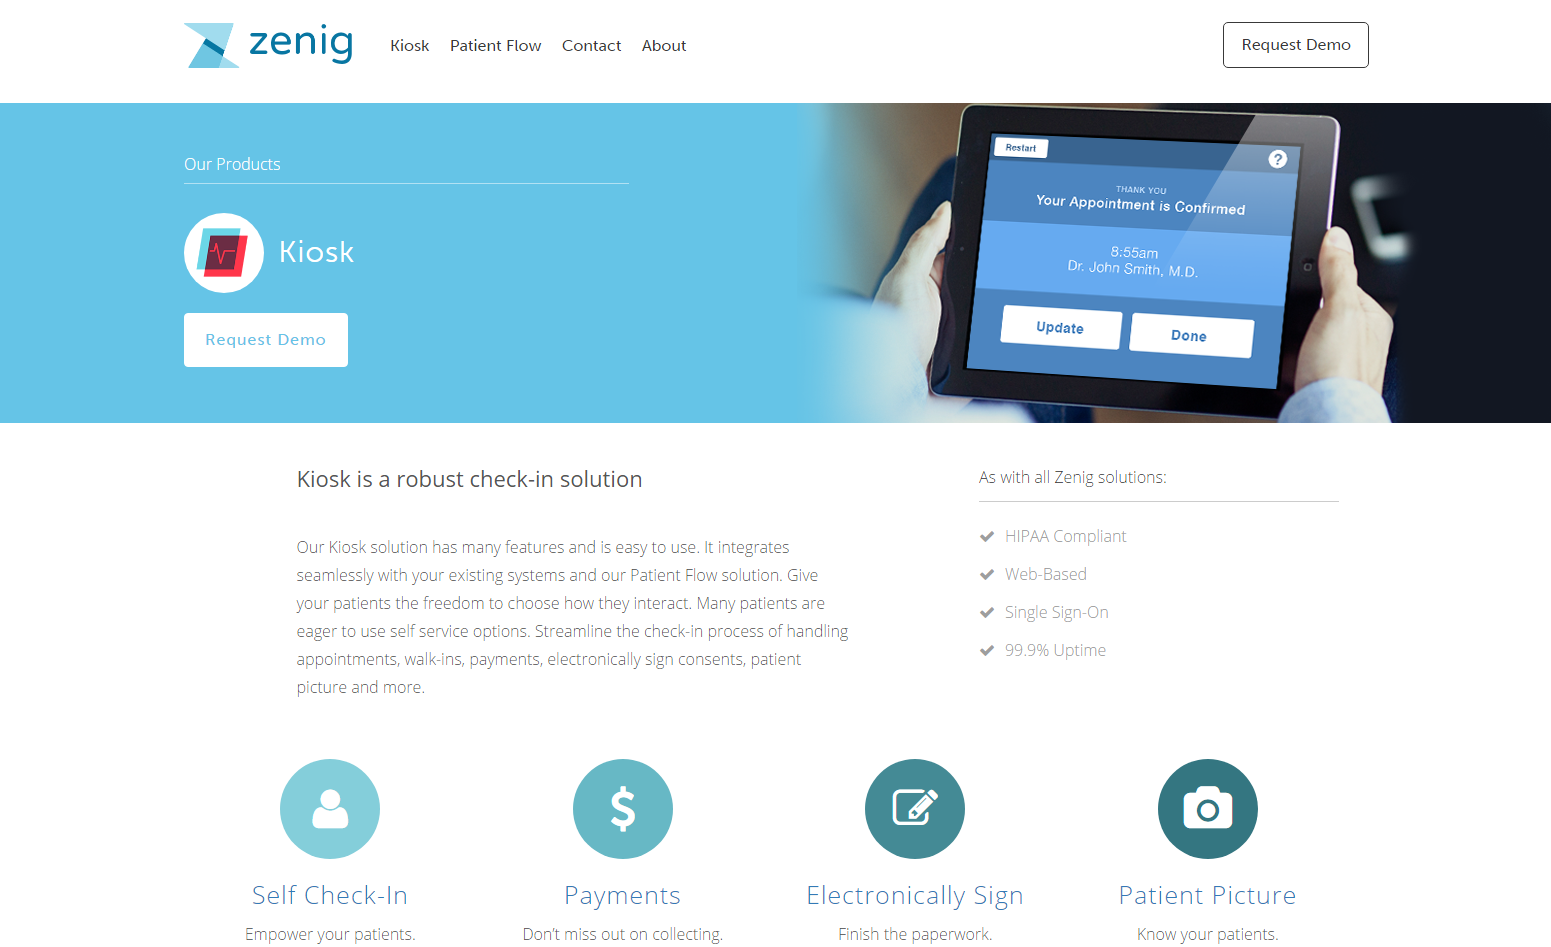 zenig
Kiosk
Patient Flow
Contact
About
Request Demo
Our Products
Kiosk
Request Demo
Restart
?
THANK YOU
Your Appointment is Confirmed
8:55am
Dr. John Smith, M.D.
Update
Done
Kiosk is a robust check-in solution
Our Kiosk solution has many features and is easy to use. It integrates
seamlessly with your existing systems and our Patient Flow solution. Give
your patients the freedom to choose how they interact. Many patients are
eager to use self service options. Streamline the check-in process of handling
appointments, walk-ins, payments, electronically sign consents, patient
picture and more.
As with all Zenig solutions:
HIPAA Compliant
Web-Based
Single Sign-On
99.9% Uptime
$
Self Check-In
Empower your patients.
Payments
Don’t miss out on collecting.
Electronically Sign
Finish the paperwork.
Patient Picture
Know your patients.